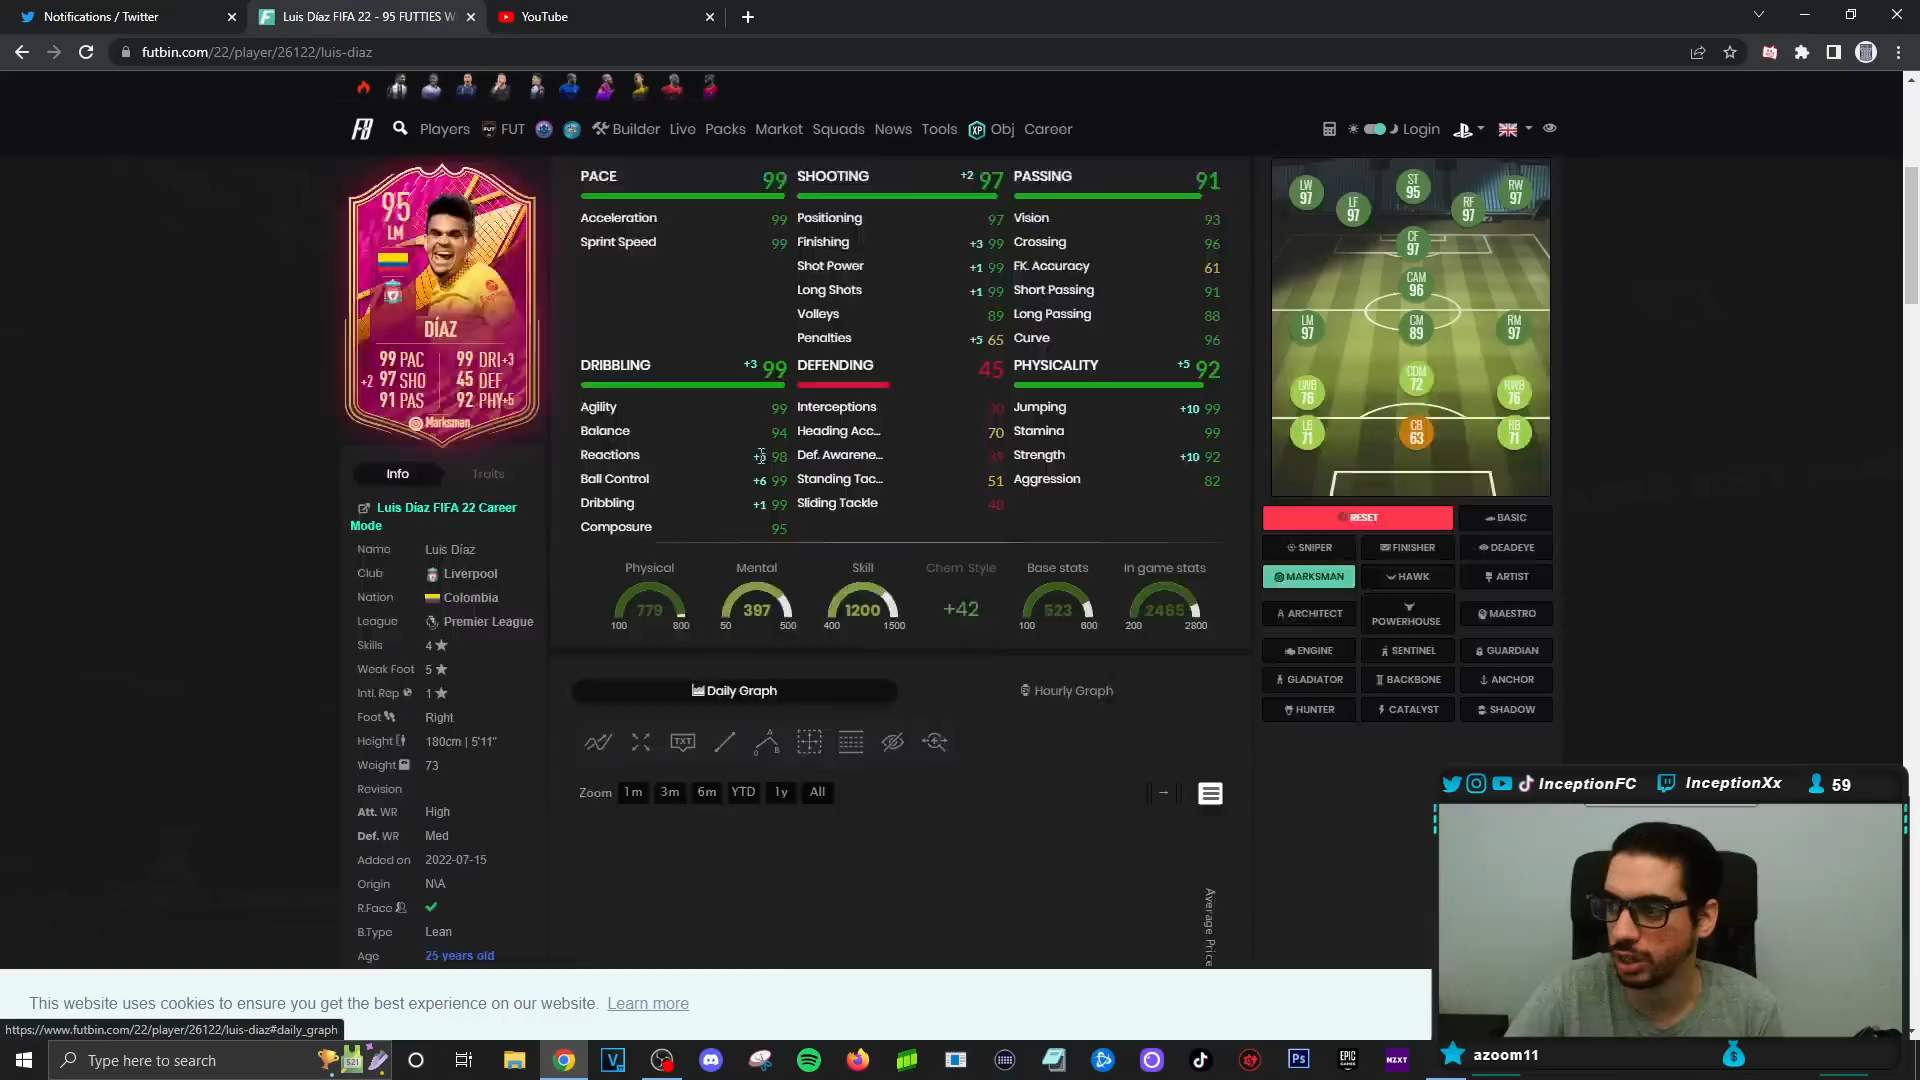 Notifications / Twitter
Luis Díaz FIFA 22 - 95 FUTTIES W
YouTube
futbin.com/22/player/26122/luis-diaz
Players FUT Builder Live Packs Market Squads News Tools XP Obj Career Login
95
LM
DÍAZ
99 PAC 99 DRI+3
+2 97 SHO 45 DEF
91 PAS 92 PHY+5
Marksman
PACE 99
Acceleration 99
Sprint Speed 99
SHOOTING +2 97
Positioning 97
Finishing +3 99
Shot Power +1 99
Long Shots +1 99
Volleys 89
Penalties +5 65
PASSING 91
Vision 93
Crossing 96
FK. Accuracy 61
Short Passing 91
Long Passing 88
Curve 96
DRIBBLING +3 99
Agility 99
Balance 94
Reactions 98
Ball Control +6 99
Dribbling +1 99
Composure 95
DEFENDING 45
Interceptions
Heading Acc... 70
Def. Awarene... 39
Standing Tac... 51
Sliding Tackle 48
PHYSICALITY +5 92
Jumping +10 99
Stamina 99
Strength +10 92
Aggression 82
LW 97
LF 97
ST 95
RF 97
RW 97
CF 97
CAM 96
LM 97
CM 89
RM 97
LWB 76
CDM 72
RWB 76
LB 71
CB 63
RB 71
RESET BASIC
SNIPER FINISHER DEADEYE
MARKSMAN HAWK ARTIST
ARCHITECT POWERHOUSE MAESTRO
ENGINE SENTINEL GUARDIAN
GLADIATOR BACKBONE ANCHOR
HUNTER CATALYST SHADOW
Info Traits
Luis Díaz FIFA 22 Career
Mode
Name Luis Díaz
Club Liverpool
Nation Colombia
League Premier League
Skills 4
Weak Foot 5
Intl. Rep 1
Foot Right
Height 180cm | 5'11"
Weight 73
Revision
Att. WR High
Def. WR Med
Added on 2022-07-15
Origin N\A
R.Face
B.Type Lean
Age 25 years old
Physical Mental Skill Chem Style Base stats In game stats
779 397 1200 +42 523 2465
100 800 50 500 400 1500 100 600 200 2800
Daily Graph Hourly Graph
TXT
Zoom 1m 3m 6m YTD 1y All
Average Price
InceptionFC InceptionXx 59
azoom11
This website uses cookies to ensure you get the best experience on our website. Learn more
https://www.futbin.com/22/player/26122/luis-diaz#daily_graph
Type here to search
Ps
EPIC GAMES
NZXT